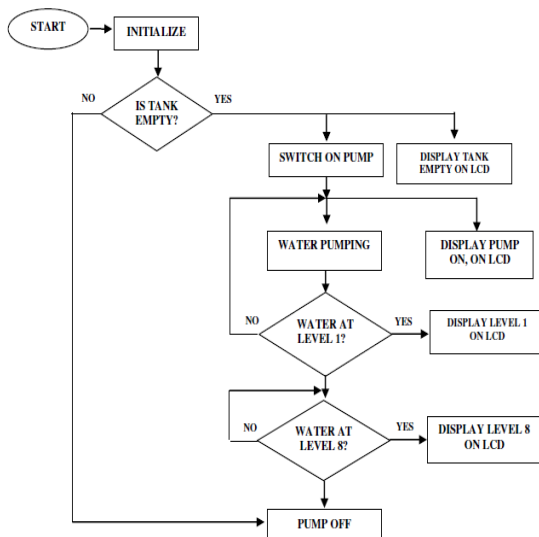 START
INITIALIZE
NO
IS TANK
EMPTY?
YES
SWITCH ON PUMP
DISPLAY TANK
EMPTY ON LCD
WATER PUMPING
DISPLAY PUMP
ON, ON LCD
NO
WATER AT
LEVEL 1?
YES
DISPLAY LEVEL 1
ON LCD
NO
WATER AT
LEVEL 8?
YES
DISPLAY LEVEL 8
ON LCD
PUMP OFF